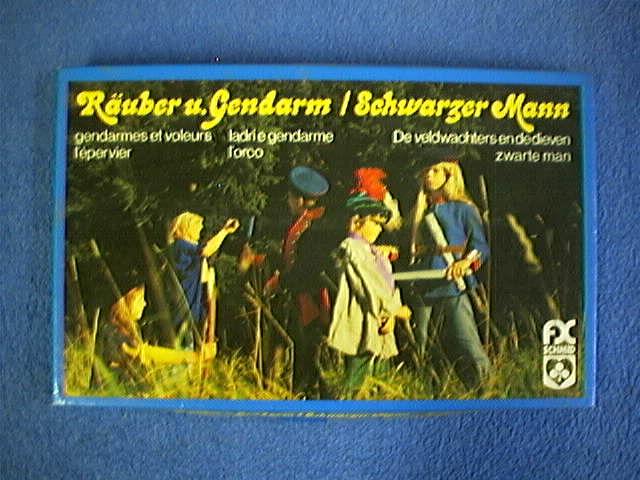 Räuber u. Gendarm / Schwarzer Mann
gendarmes et voleurs ladri e gendarme De veldwachters en de dieven
l'épervier l'orco zwarte man
FX
SCHMID